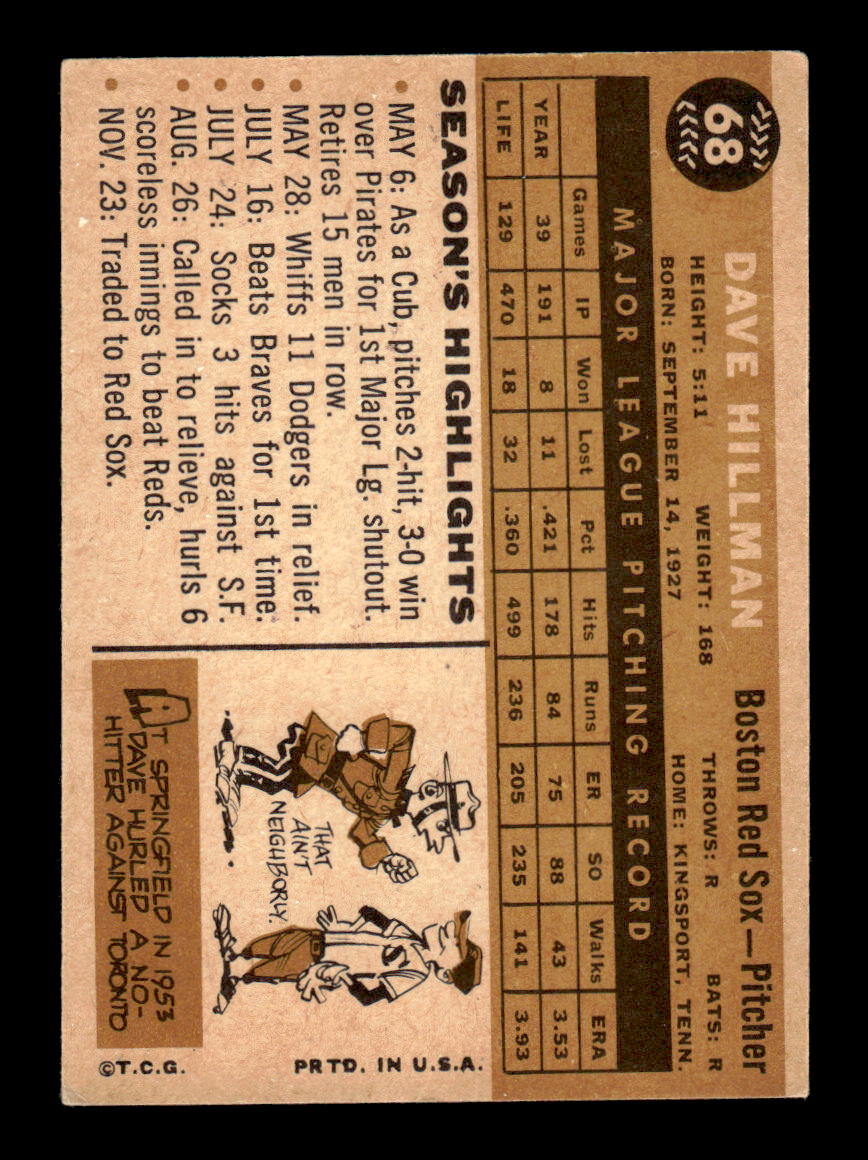 68
DAVE HILLMAN Boston Red Sox—Pitcher
HEIGHT: 5:11 WEIGHT: 168 THROWS: R BATS: R
BORN: SEPTEMBER 14, 1927 HOME: KINGSPORT, TENN.
MAJOR LEAGUE PITCHING RECORD
Games IP Won Lost Pct Hits Runs ER SO Walks ERA
YEAR 39 191 8 11 .421 178 84 75 88 43 3.53
LIFE 129 470 18 32 .360 499 236 205 235 141 3.93
SEASON'S HIGHLIGHTS
• MAY 6: As a Cub, pitches 2-hit, 3-0 win
over Pirates for 1st Major Lg. shutout.
Retires 15 men in row.
• MAY 28: Whiffs 11 Dodgers in relief.
• JULY 16: Beats Braves for 1st time.
• JULY 24: Socks 3 hits against S.F.
• AUG. 26: Called in to relieve, hurls 6
scoreless innings to beat Reds.
• NOV. 23: Traded to Red Sox.
THAT
AIN'T
NEIGHBORLY.
S
AT SPRINGFIELD IN 1953
DAVE HURLED A NO-
HITTER AGAINST TORONTO
©T.C.G. PRTD. IN U.S.A.